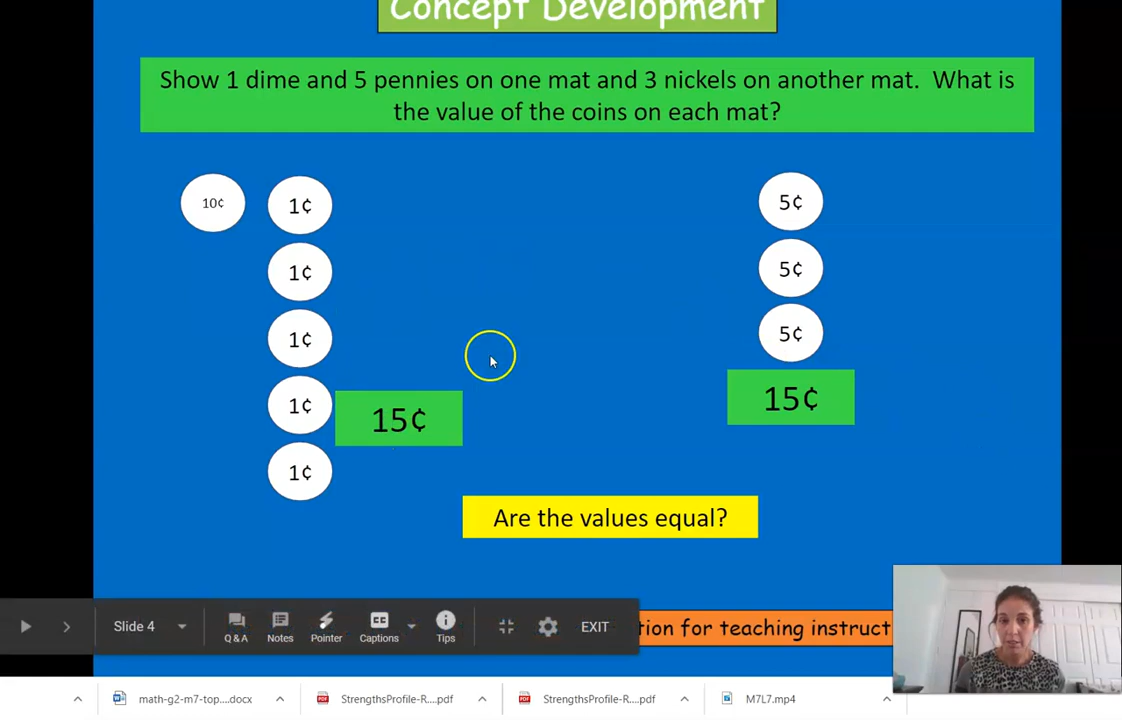 Concept Development
Show 1 dime and 5 pennies on one mat and 3 nickels on another mat. What is
the value of the coins on each mat?
10¢ 1¢
1¢
1¢
1¢
1¢
15¢
5¢
5¢
5¢
15¢
Are the values equal?
Slide 4
Q & A
Notes
Pointer
CC
Captions
Tips
EXIT
tion for teaching instruct
math-g2-m7-top....docx
StrengthsProfile-R....pdf
StrengthsProfile-R....pdf
M7L7.mp4